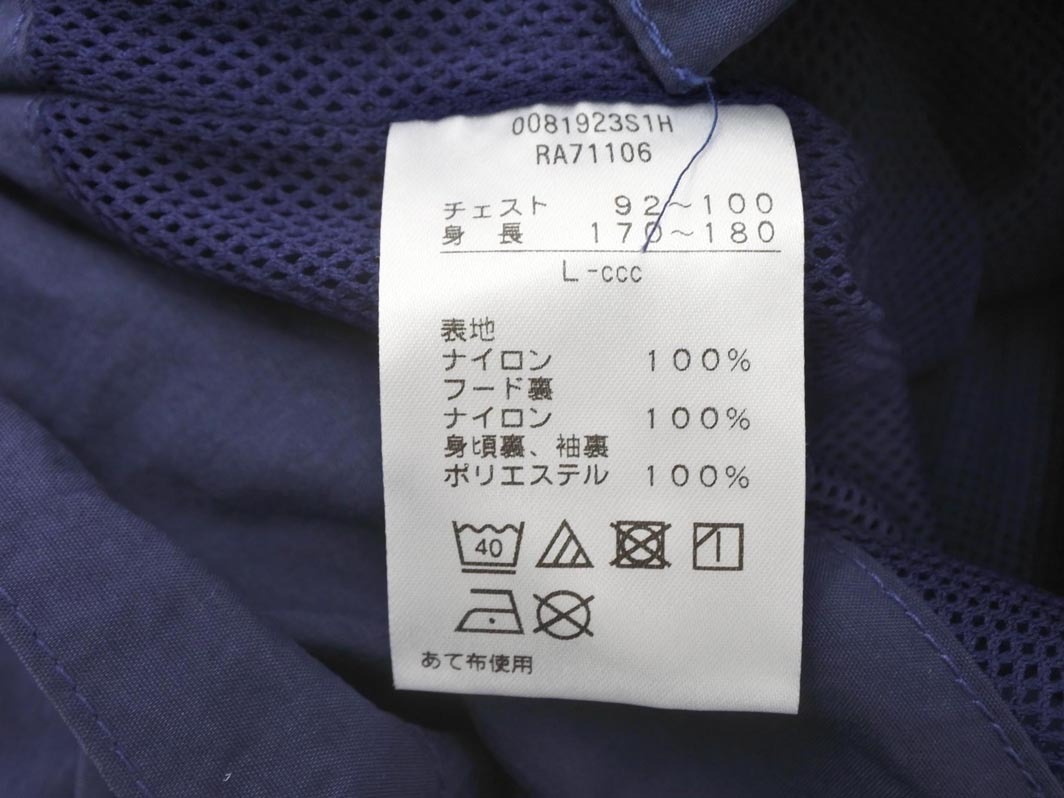 0081923S1H
RA71106
チェスト 92～100
身長 170～180
L-ccc
表地
ナイロン 100%
フード裏
ナイロン 100%
身頃裏、袖裏
ポリエステル 100%
40
あて布使用